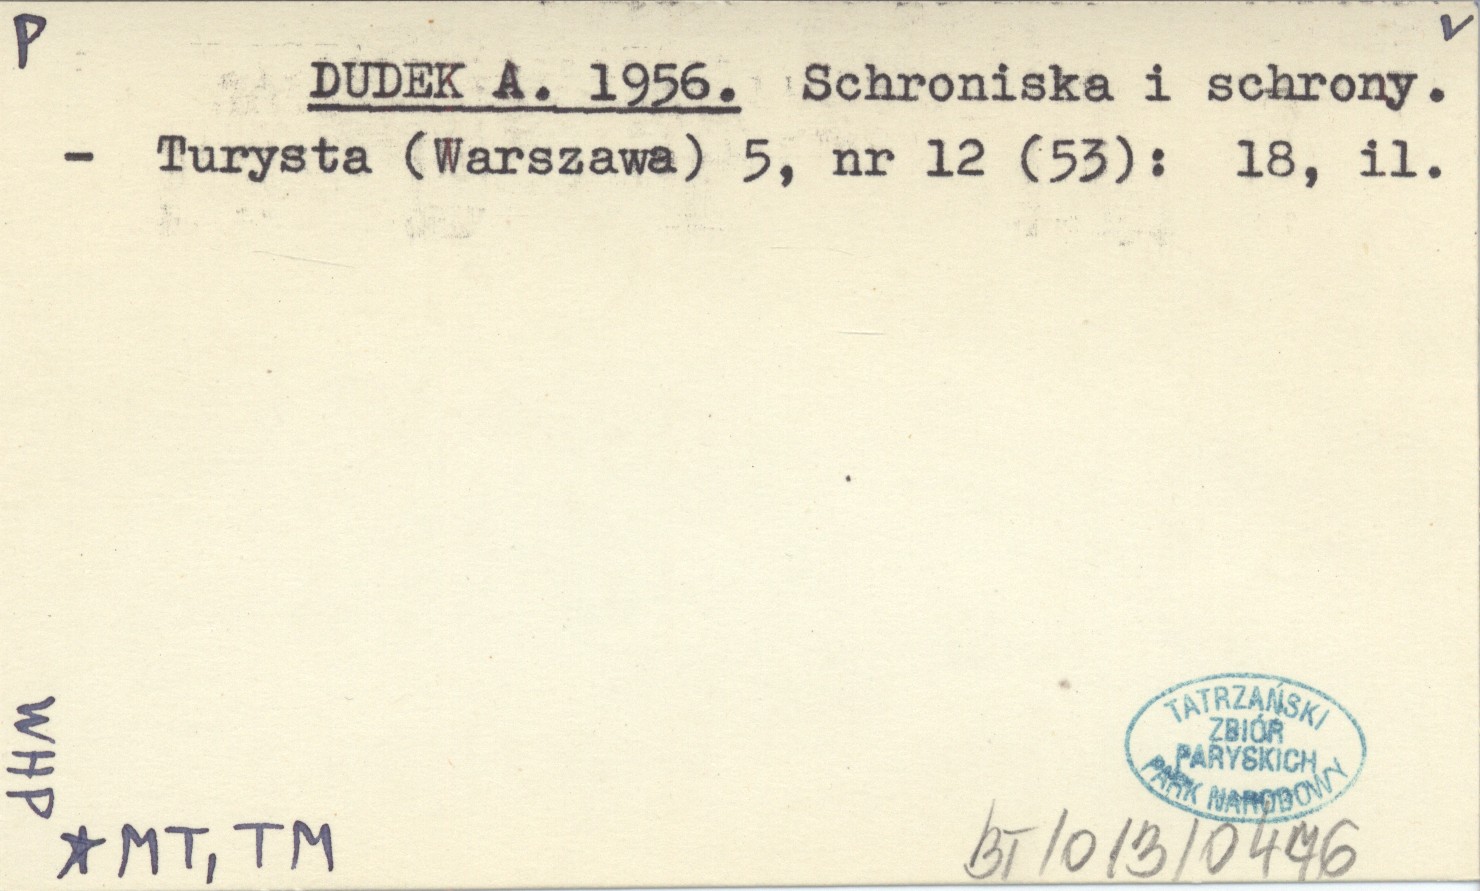 P
V
DUDEK A. 1956. Schroniska i schrony.
- Turysta (Warszawa) 5, nr 12 (53): 18, il.
WHP
*MT, TM
TATRZAŃSKI
ZBIÓR
PARYSKICH
PARK NARODOWY
BT/013/0476